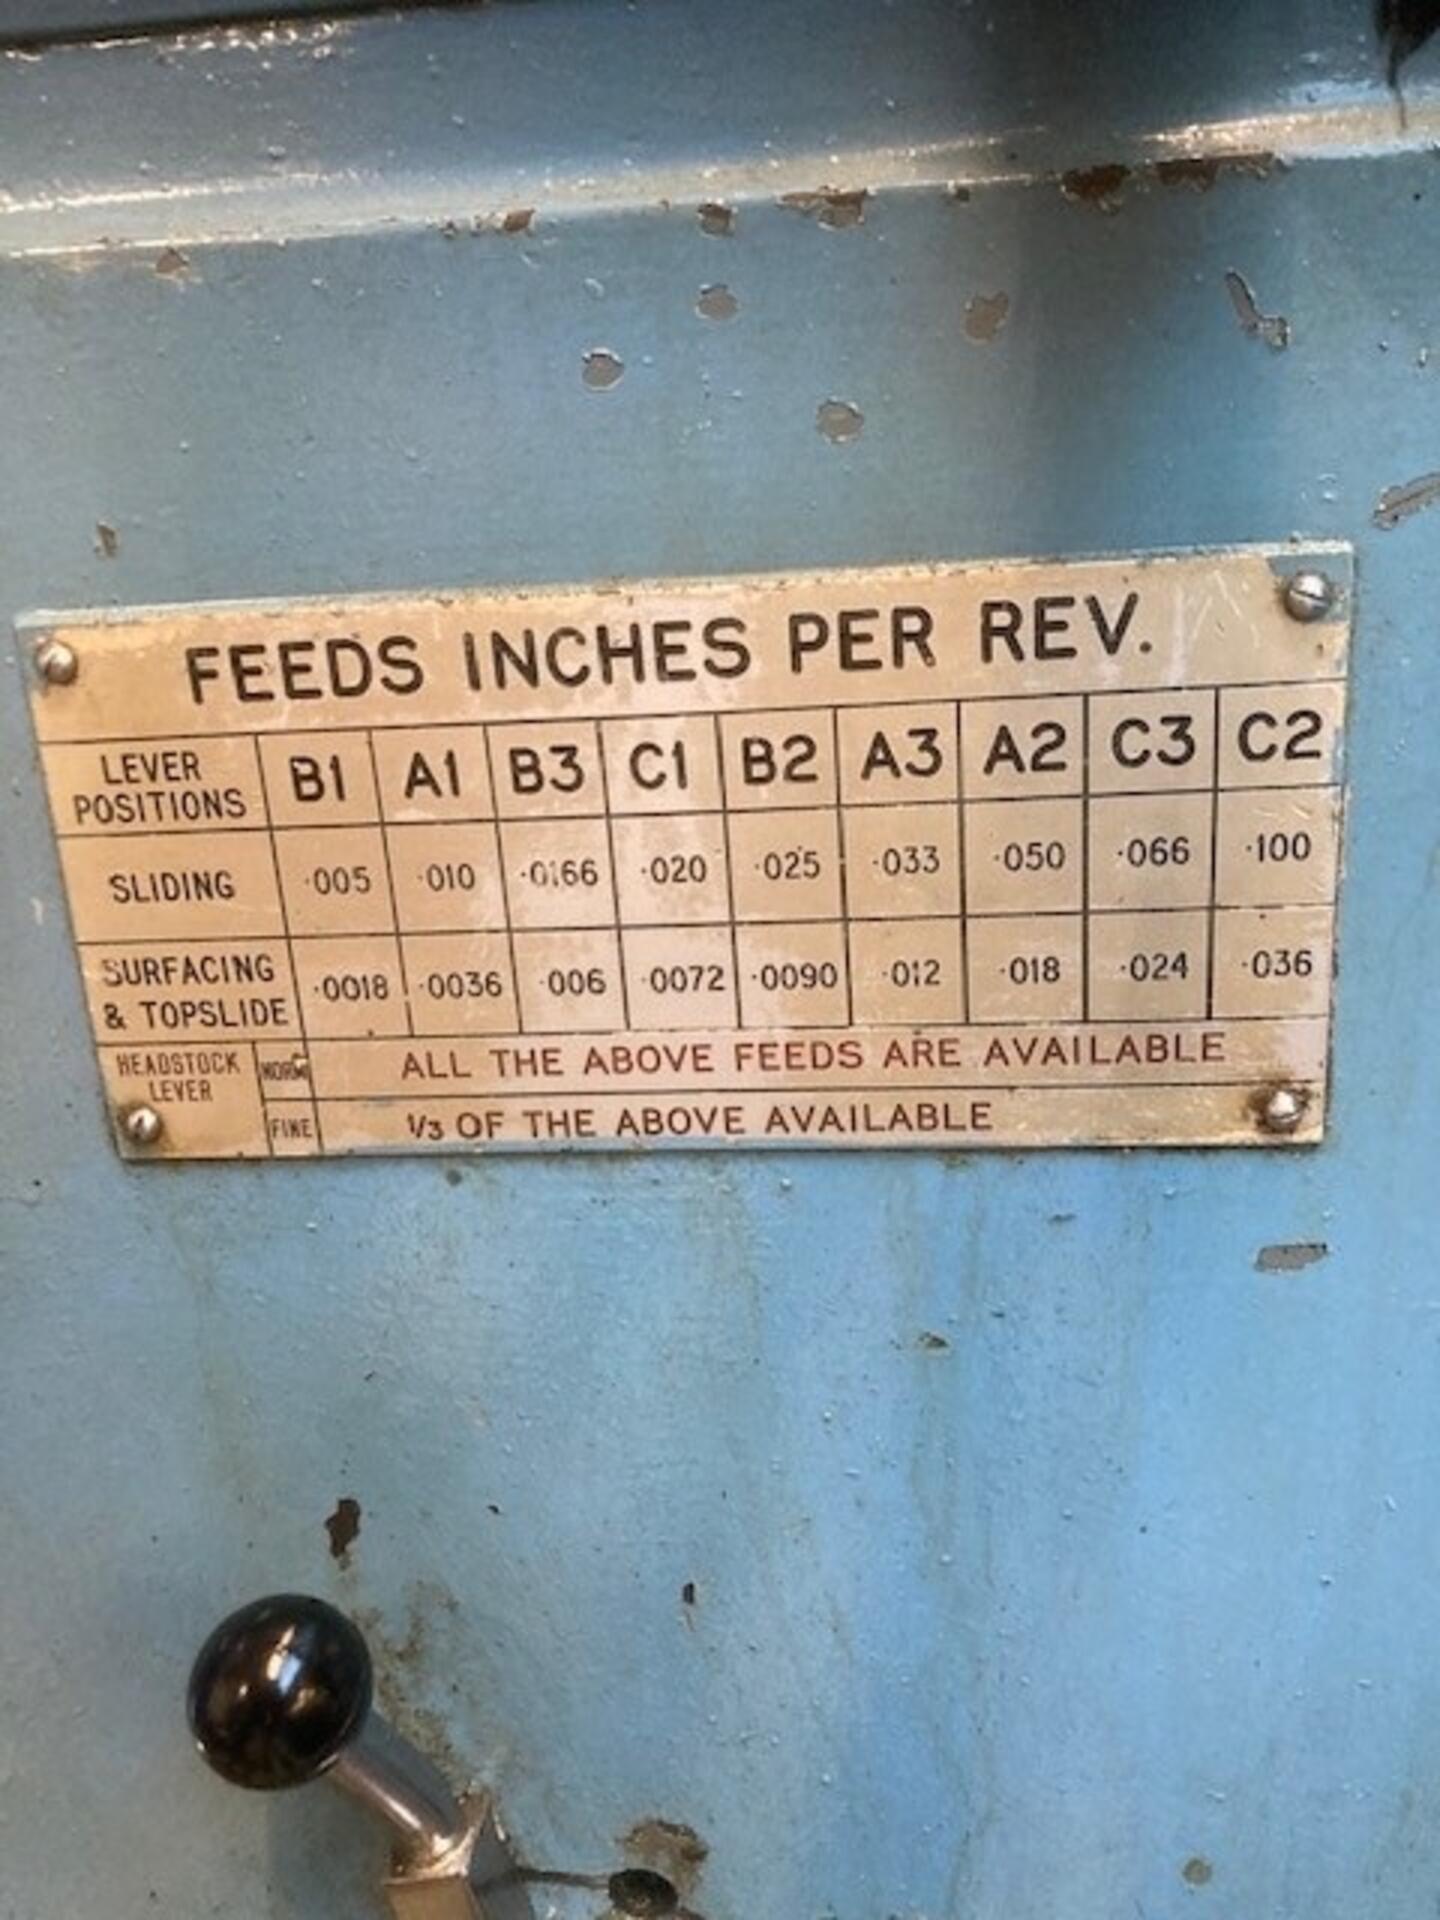 FEEDS INCHES PER REV.
LEVER POSITIONS B1 A1 B3 C1 B2 A3 A2 C3 C2
SLIDING ·005 ·010 ·0166 ·020 ·025 ·033 ·050 ·066 ·100
SURFACING & TOPSLIDE ·0018 ·0036 ·006 ·0072 ·0090 ·012 ·018 ·024 ·036
HEADSTOCK LEVER
ALL THE ABOVE FEEDS ARE AVAILABLE
FINE 1/3 OF THE ABOVE AVAILABLE